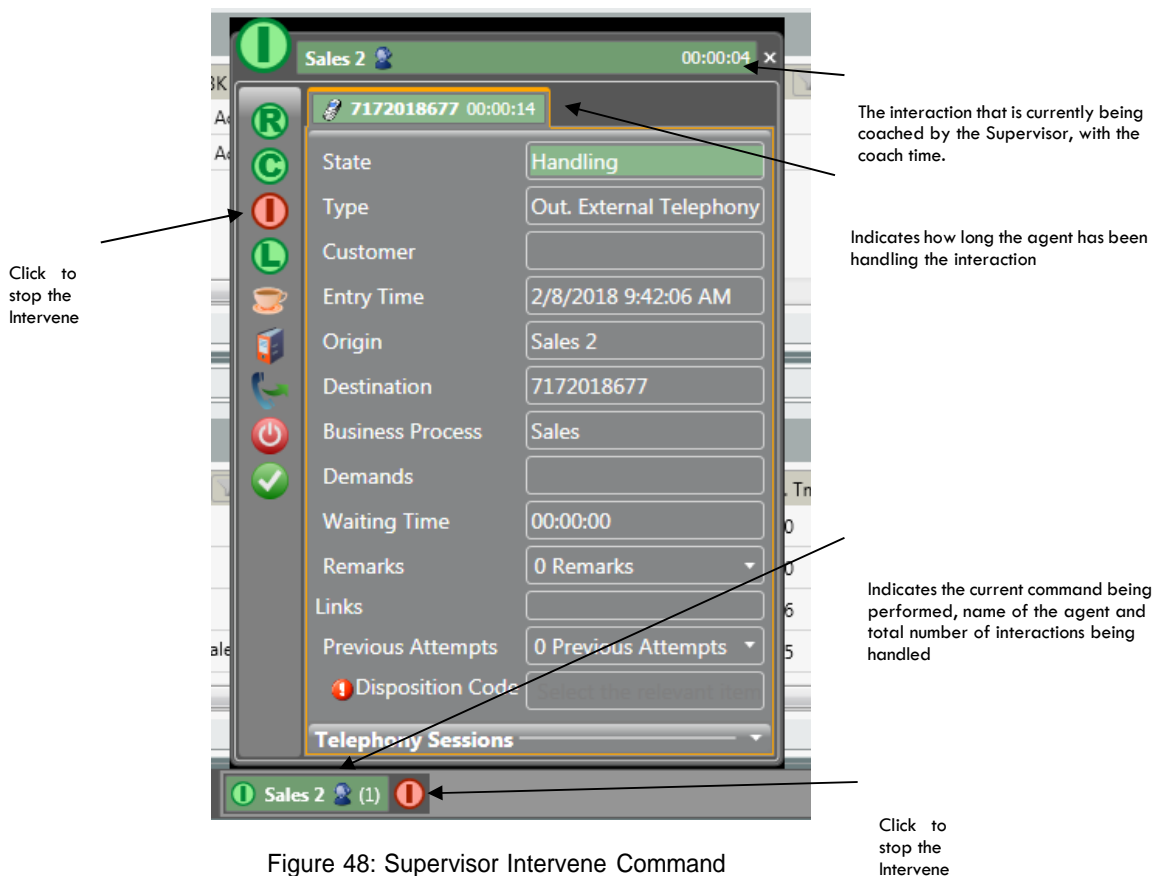 I
Sales 2 00:00:04 ×
R
7172018677 00:00:14
C
State Handling
I
Type Out. External Telephony
L
Customer
Entry Time 2/8/2018 9:42:06 AM
Origin Sales 2
Destination 7172018677
Business Process Sales
Demands
Waiting Time 00:00:00
Remarks 0 Remarks
Links
Previous Attempts 0 Previous Attempts
Disposition Code Select the relevant item
Telephony Sessions
I Sales 2 (1) I
The interaction that is currently being
coached by the Supervisor, with the
coach time.
Indicates how long the agent has been
handling the interaction
Click to
stop the
Intervene
Indicates the current command being
performed, name of the agent and
total number of interactions being
handled
Click to
stop the
Intervene
Figure 48: Supervisor Intervene Command